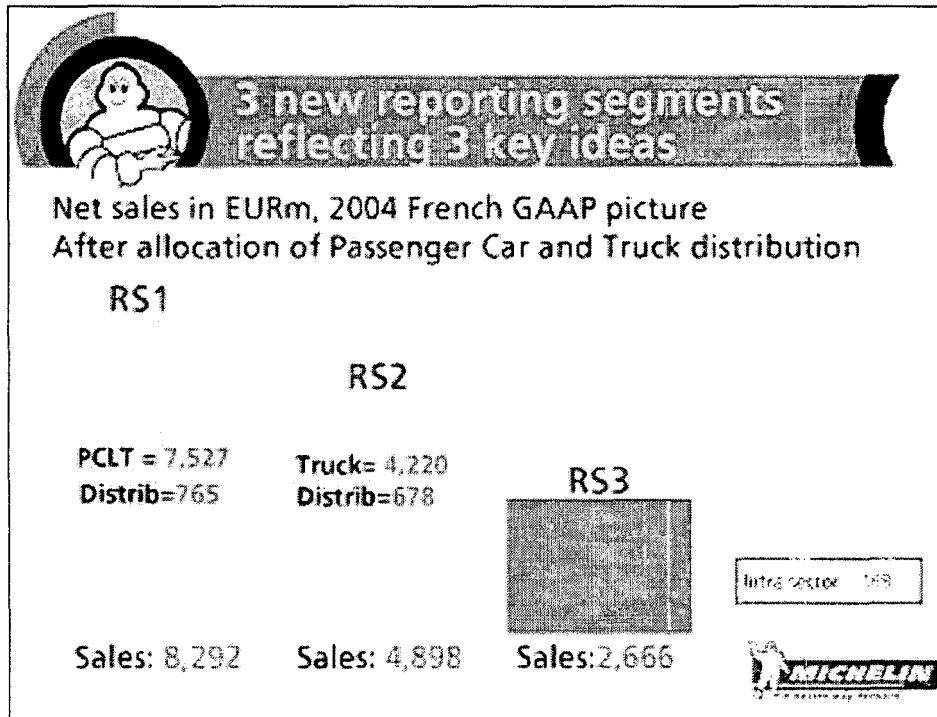 3 new reporting segments
reflecting 3 key ideas
Net sales in EURm, 2004 French GAAP picture
After allocation of Passenger Car and Truck distribution
RS1
RS2
RS3
PCLT = 7,527
Distrib=765
Truck= 4,220
Distrib=678
Intra sector
Sales: 8,292
Sales: 4,898
Sales:2,666
MICHELIN